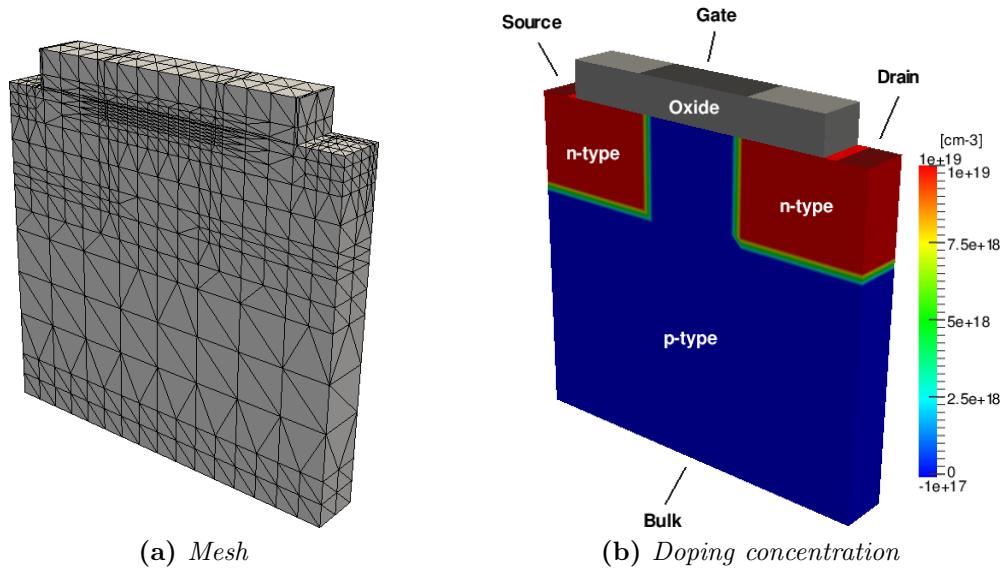 Source
Gate
Drain
Oxide
n-type
n-type
p-type
Bulk
[cm-3]
1e+19
1e+19
7.5e+18
5e+18
2.5e+18
0
-1e+17
(a) Mesh
(b) Doping concentration